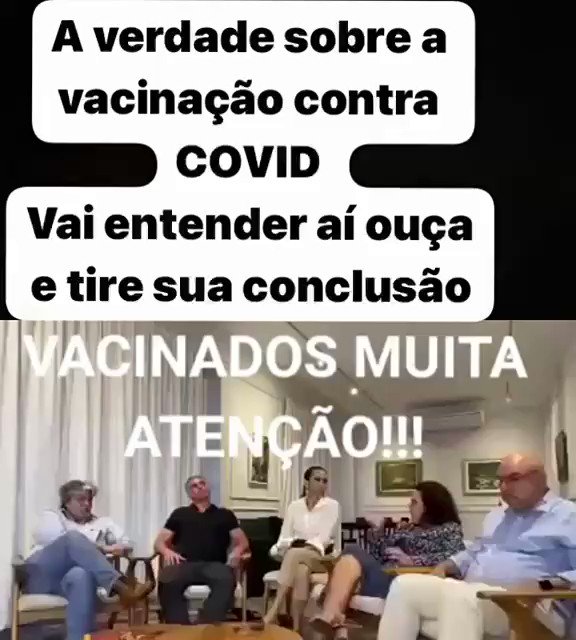 A verdade sobre a
vacinação contra
COVID
Vai entender aí ouça
e tire sua conclusão
VACINADOS MUITA
ATENÇÃO!!!